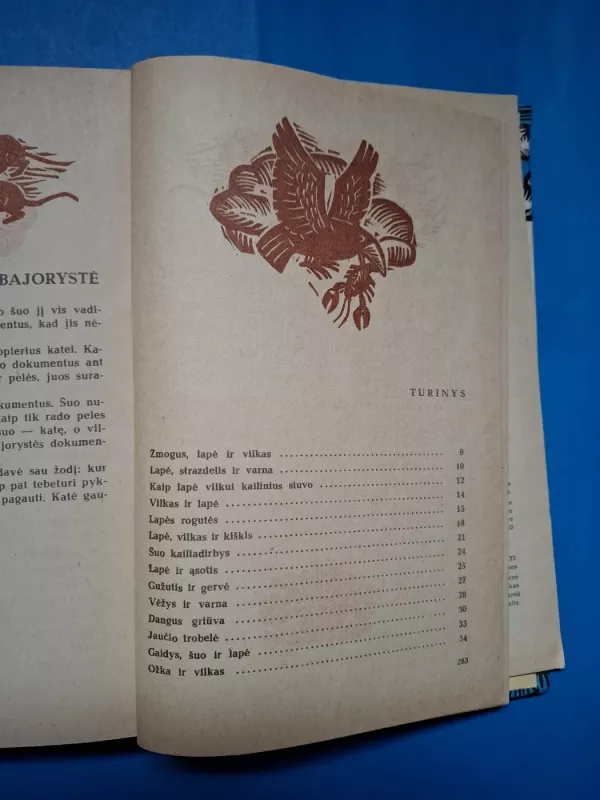 BAJORYSTĖ
o šuo jį vis vadi-
mentus, kad jis nė-
opierius katei. Ka-
o dokumentus ant
r pelės, juos sura-
kumentus. Šuo nu-
kaip tik rado peles
suo — katę, o vil-
jorystės dokumen-
davė sau žodį: kur
p pat tebeturi pyk-
pagauti. Katė gau-
TURINYS
Žmogus, lapė ir vilkas 6
Lapė, strazdelis ir varna 10
Kaip lapė vilkui kailinius siuvo 12
Vilkas ir lapė 14
Lapės rogutės 15
Lapė, vilkas ir kiškis 18
Šuo kailiadirbys 21
Lapė ir ąsotis 24
Gužutis ir gervė 25
Vėžys ir varna 27
Dangus griūva 28
Jaučio trobelė 30
Gaidys, šuo ir lapė 33
Ožka ir vilkas 34
283